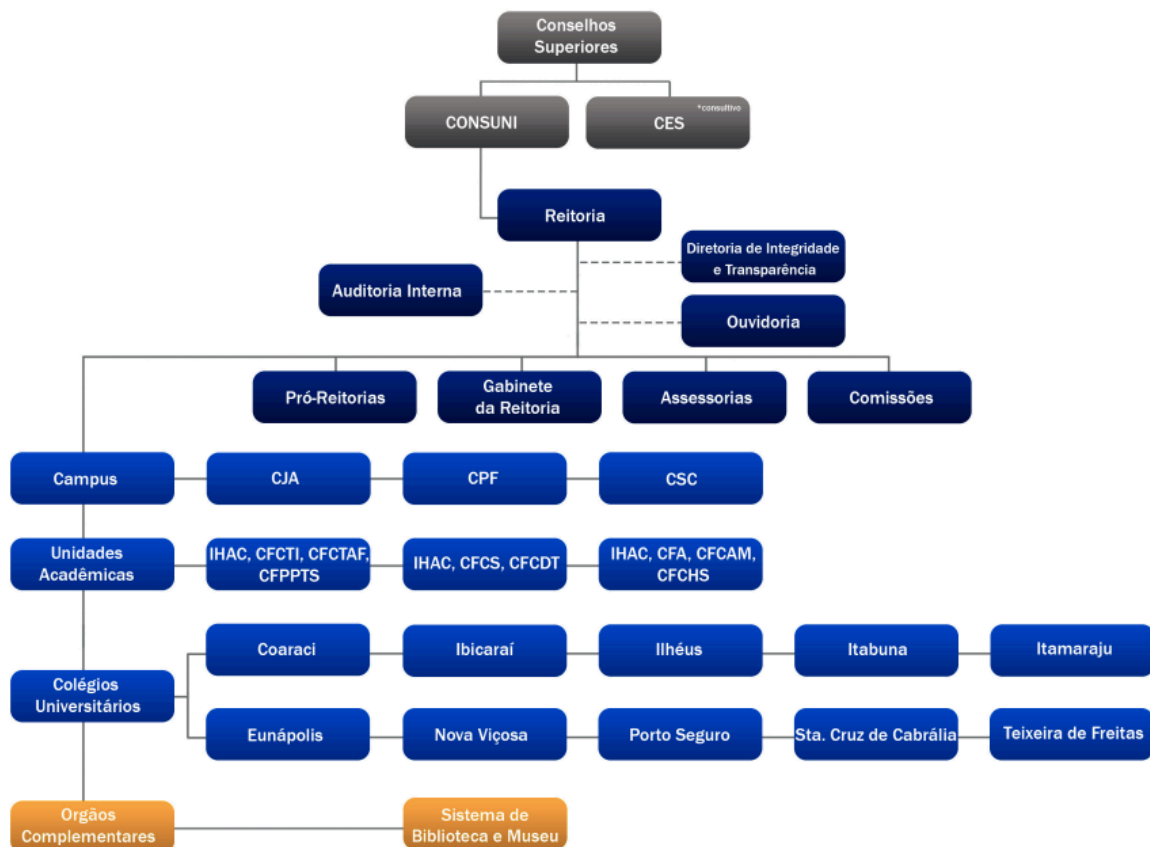 Conselhos
Superiores
CONSUNI
*consultivo
CES
Reitoria
Diretoria de Integridade
e Transparência
Auditoria Interna
Ouvidoria
Pró-Reitorias
Gabinete
da Reitoria
Assessorias
Comissões
Campus
CJA
CPF
CSC
Unidades
Acadêmicas
IHAC, CFCTI, CFCTAF,
CFPPTS
IHAC, CFCS, CFCDT
IHAC, CFA, CFCAM,
CFCHS
Colégios
Universitários
Coaraci
Ibicaraí
Ilhéus
Itabuna
Itamaraju
Eunápolis
Nova Viçosa
Porto Seguro
Sta. Cruz de Cabrália
Teixeira de Freitas
Orgãos
Complementares
Sistema de
Biblioteca e Museu